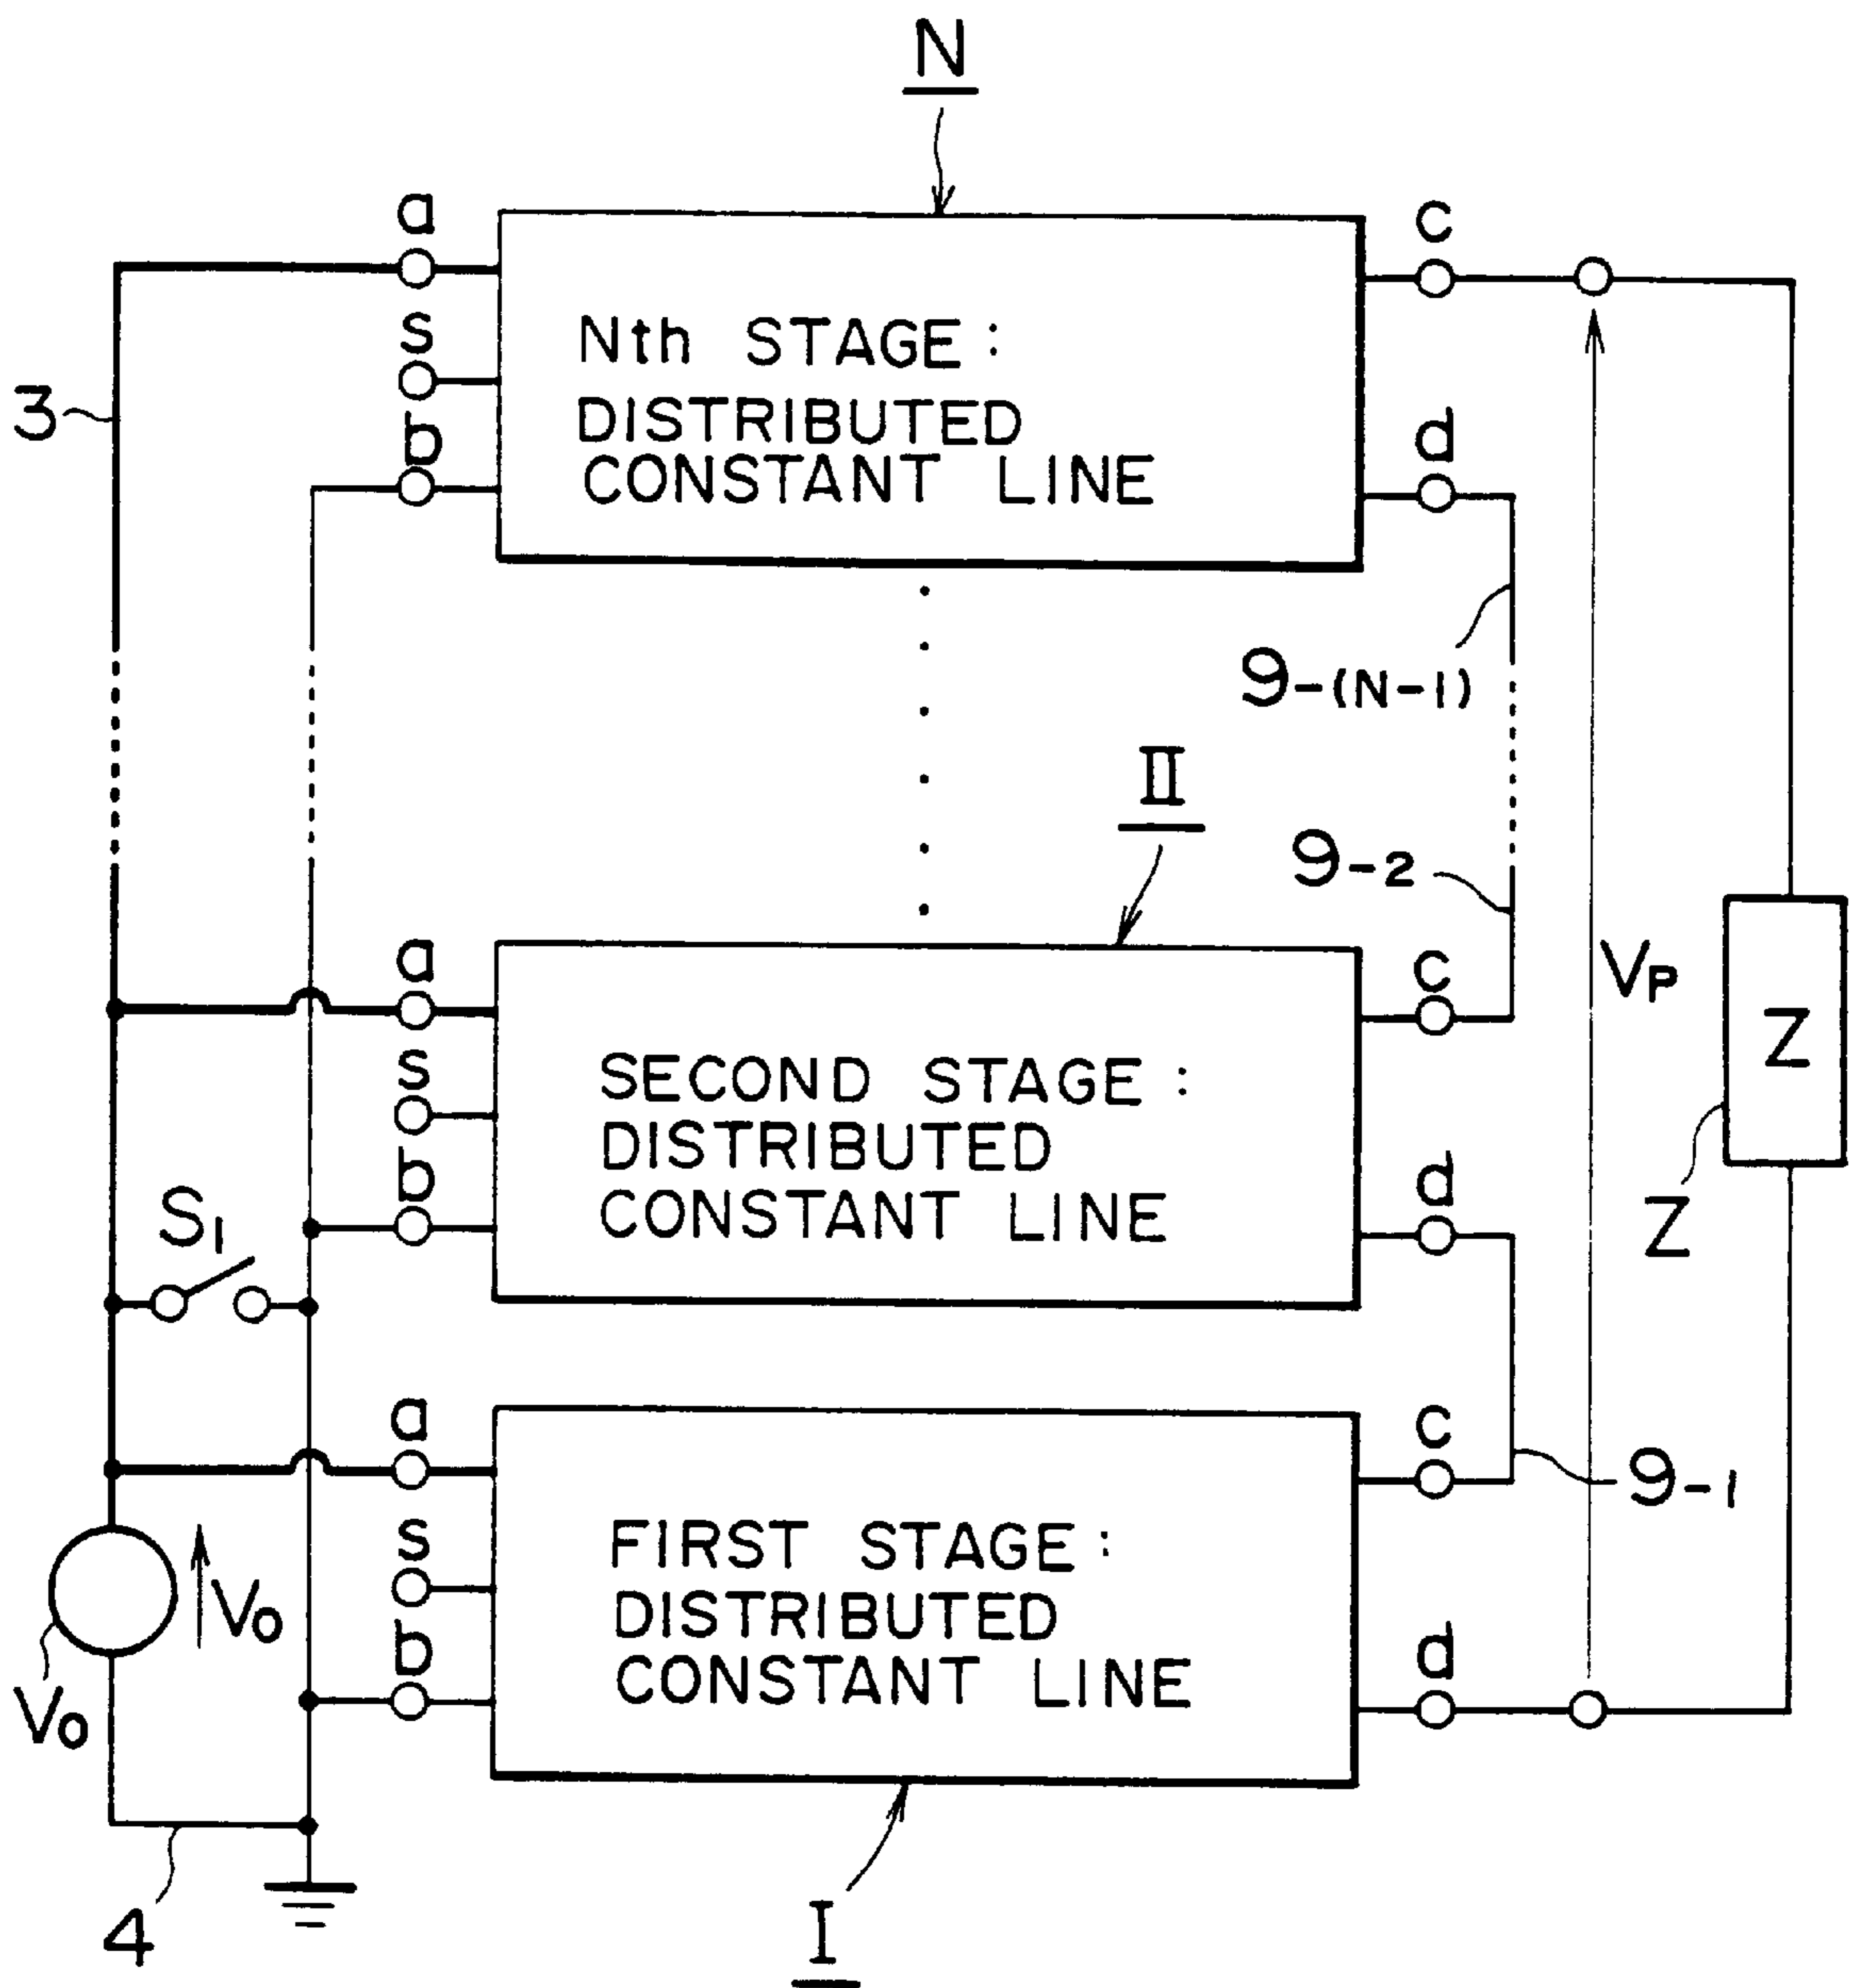 N
a
c
s
Nth STAGE :
3
DISTRIBUTED
b
d
CONSTANT LINE
9-(N-1)
II
9-2
a
c
VP
Z
s
SECOND STAGE :
DISTRIBUTED
b
d
CONSTANT LINE
S1
Z
a
c
9-1
s
FIRST STAGE :
V0
DISTRIBUTED
b
d
CONSTANT LINE
V0
4
I